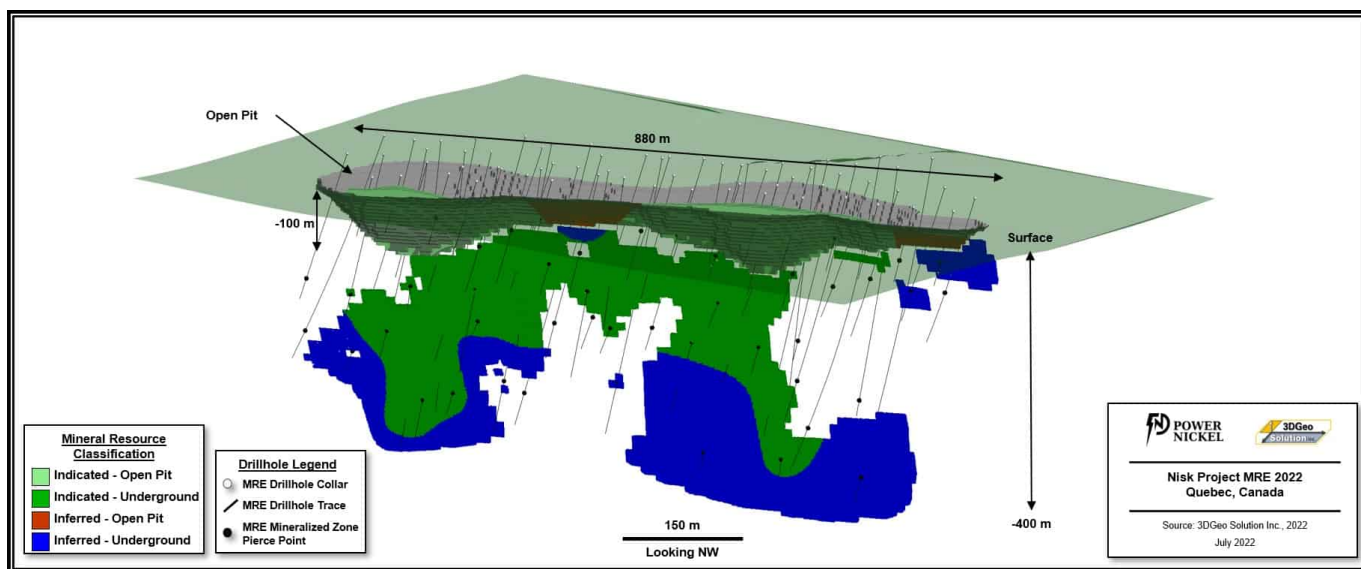 Open Pit
880 m
-100 m
Surface
-400 m
Mineral Resource
Classification
Indicated - Open Pit
Indicated - Underground
Inferred - Open Pit
Inferred - Underground
Drillhole Legend
MRE Drillhole Collar
MRE Drillhole Trace
MRE Mineralized Zone
Pierce Point
150 m
Looking NW
POWER
NICKEL
3DGeo
Solution Inc.
Nisk Project MRE 2022
Quebec, Canada
Source: 3DGeo Solution Inc., 2022
July 2022